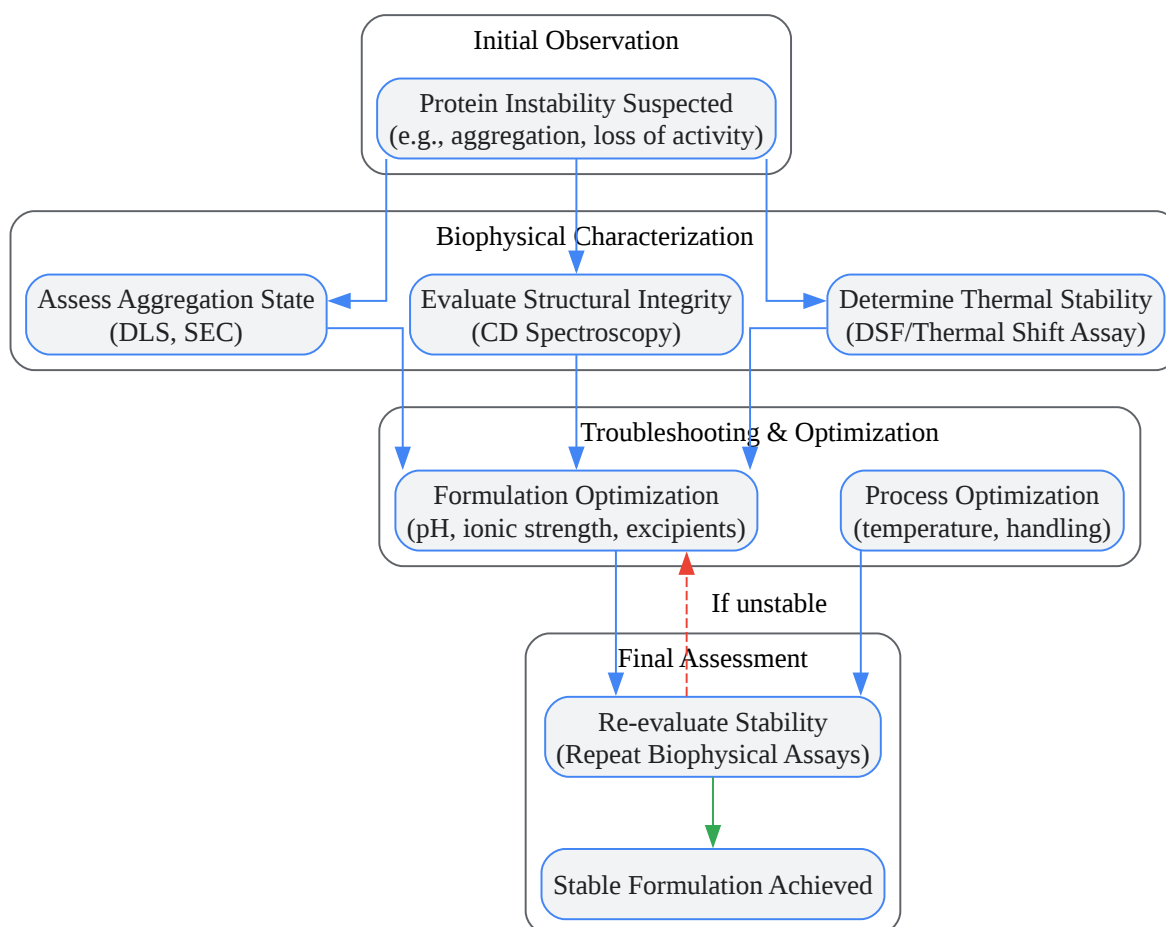 Initial Observation
Protein Instability Suspected
(e.g., aggregation, loss of activity)
Biophysical Characterization
Assess Aggregation State
(DLS, SEC)
Evaluate Structural Integrity
(CD Spectroscopy)
Determine Thermal Stability
(DSF/Thermal Shift Assay)
Troubleshooting & Optimization
Formulation Optimization
(pH, ionic strength, excipients)
Process Optimization
(temperature, handling)
If unstable
Final Assessment
Re-evaluate Stability
(Repeat Biophysical Assays)
Stable Formulation Achieved